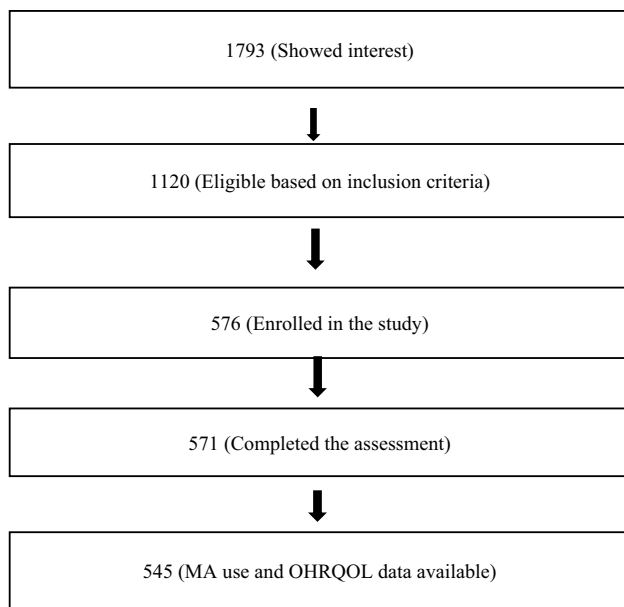 1793 (Showed interest)
1120 (Eligible based on inclusion criteria)
576 (Enrolled in the study)
571 (Completed the assessment)
545 (MA use and OHRQOL data available)